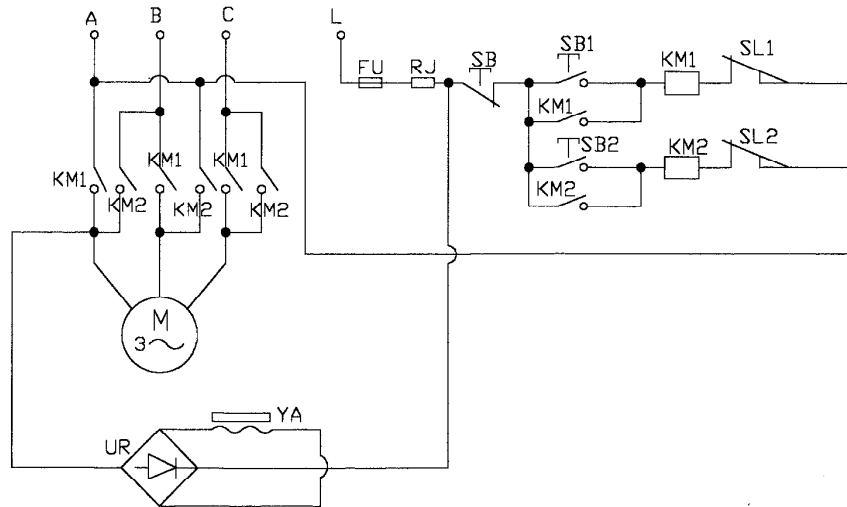 A B C L
FU RJ SB SB1 KM1 SL1
KM1
SB2 KM2 SL2
KM2
KM1 KM1 KM1
KM2 KM2 KM2
M
3~
YA
UR